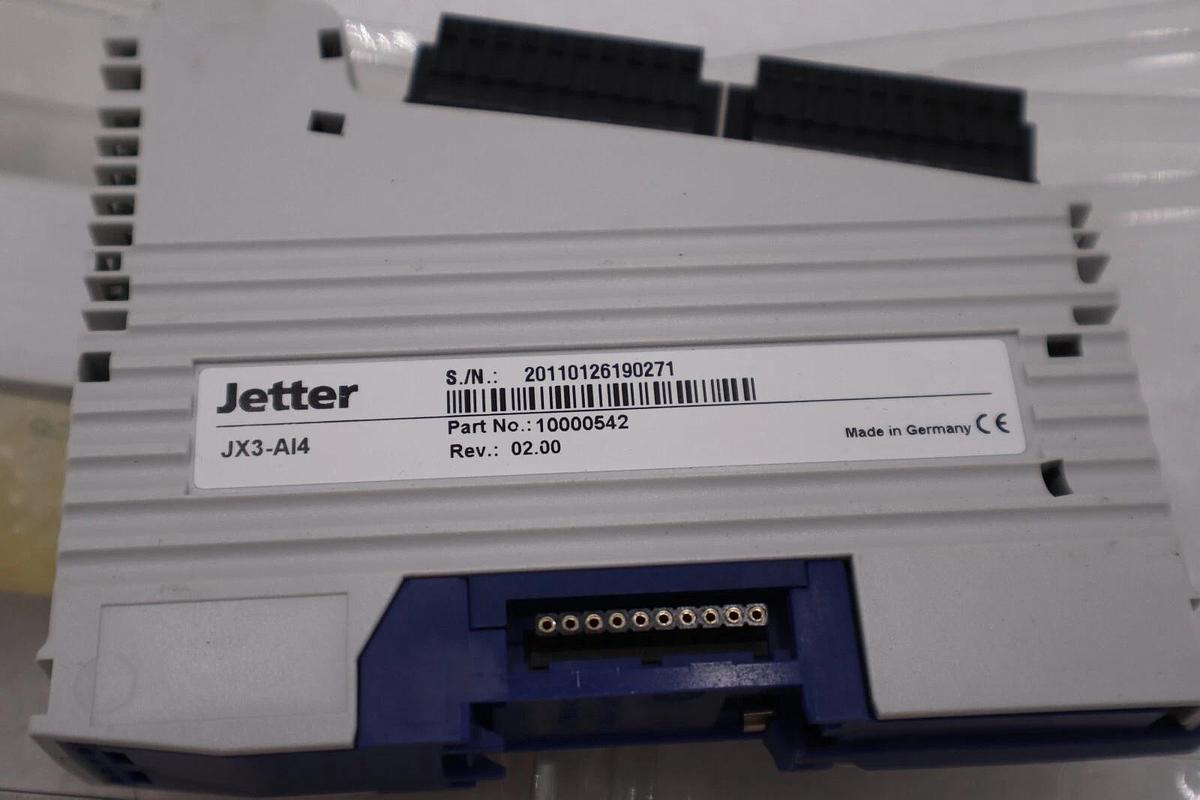 Jetter
JX3-AI4
S./N.: 20110126190271
Part No.: 10000542
Rev.: 02.00
Made in Germany CE